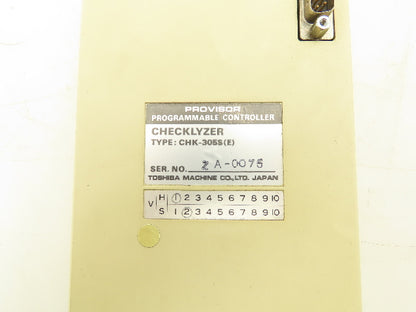 PROVISOR
PROGRAMMABLE CONTROLLER
CHECKLYZER
TYPE: CHK-305S(E)
SER. NO. ZA-0075
TOSHIBA MACHINE CO., LTD. JAPAN
V H 1 2 3 4 5 6 7 8 9 10
S 1 2 3 4 5 6 7 8 9 10